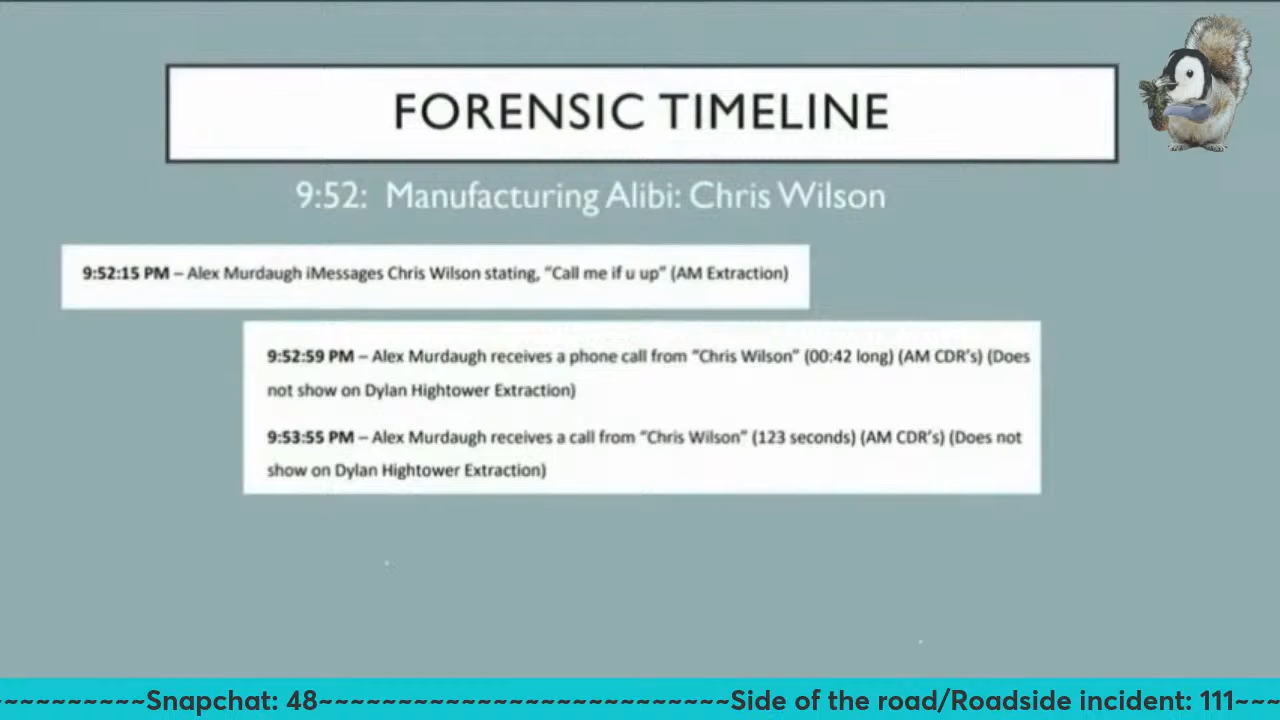 FORENSIC TIMELINE
9:52: Manufacturing Alibi: Chris Wilson
9:52:15 PM – Alex Murdaugh iMessages Chris Wilson stating, “Call me if u up” (AM Extraction)
9:52:59 PM – Alex Murdaugh receives a phone call from “Chris Wilson” (00:42 long) (AM CDR’s) (Does
not show on Dylan Hightower Extraction)
9:53:55 PM – Alex Murdaugh receives a call from “Chris Wilson” (123 seconds) (AM CDR’s) (Does not
show on Dylan Hightower Extraction)
~~~~~~~~~~Snapchat: 48~~~~~~~~~~~~~~~~~~~~~~~~~~~~Side of the road/Roadside incident: 111~~~